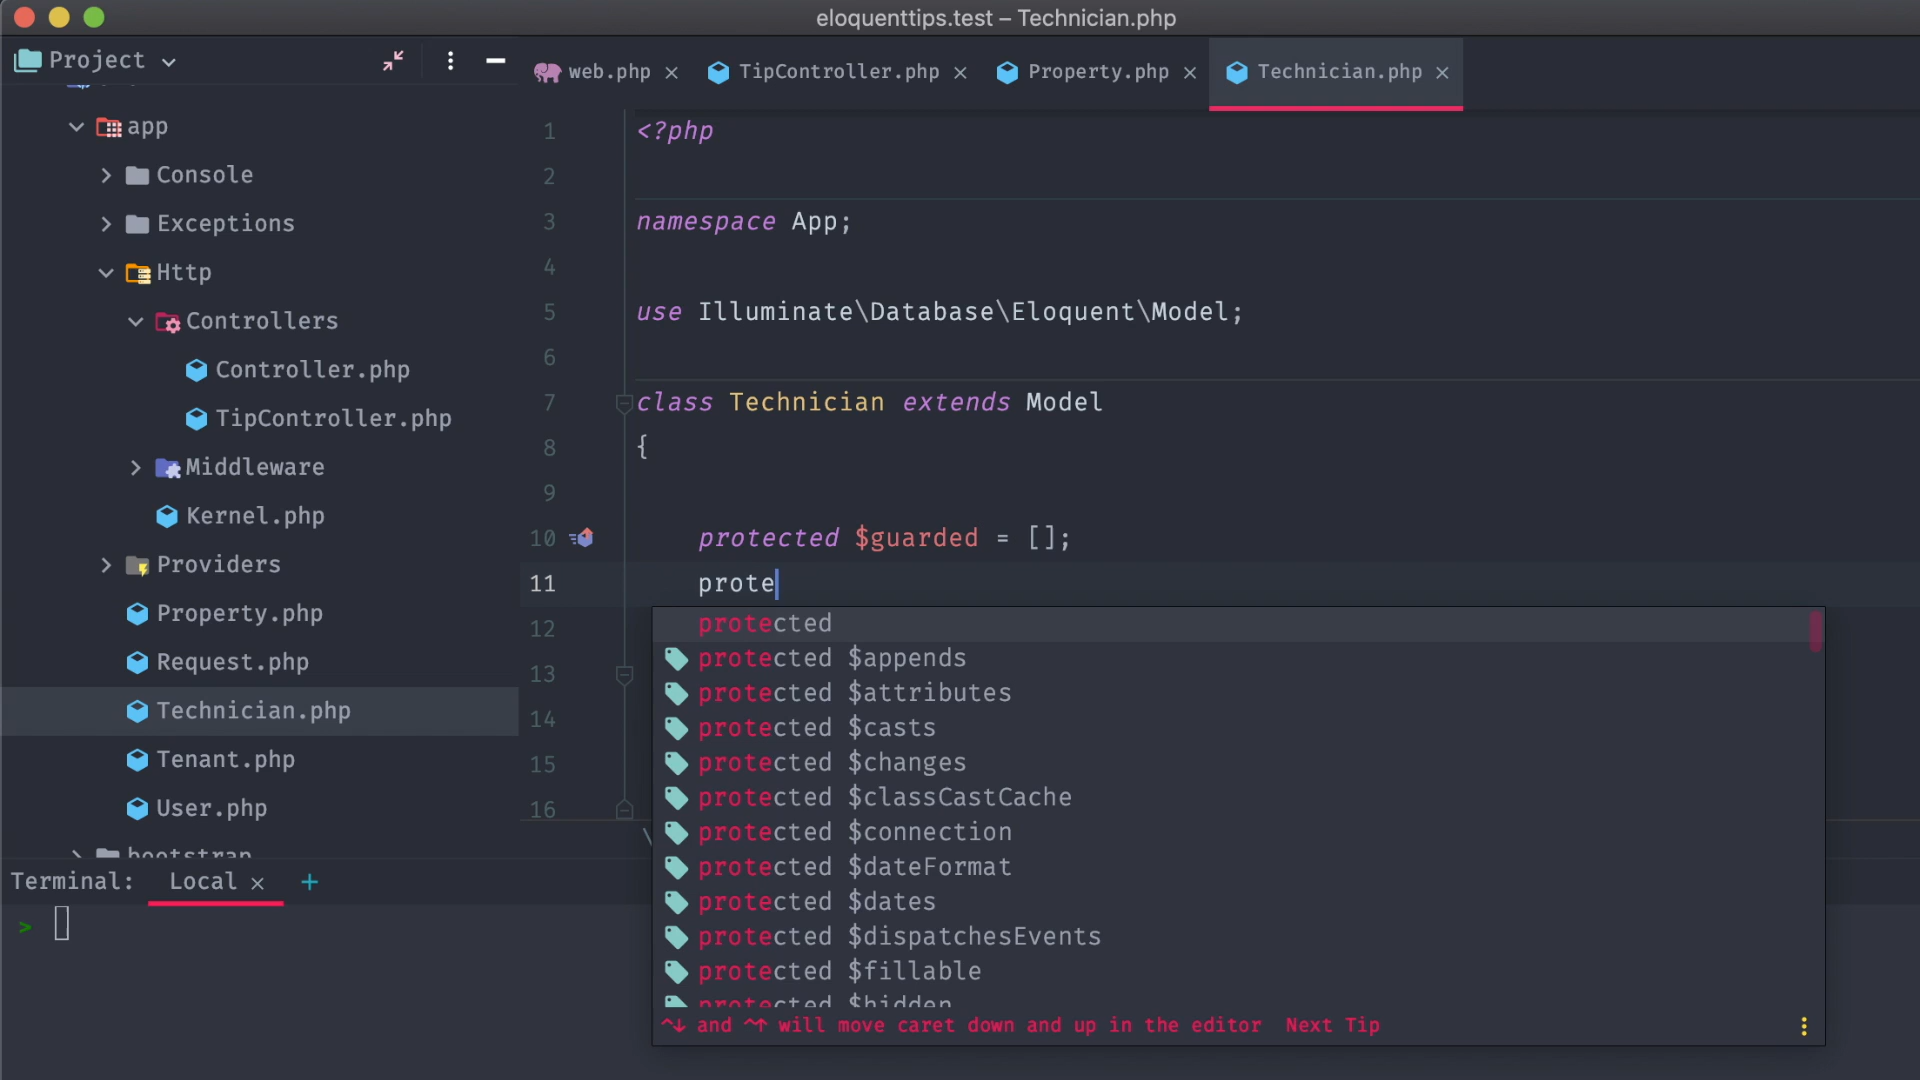 eloquenttips.test – Technician.php
Project
web.php
TipController.php
Property.php
Technician.php
app
Console
Exceptions
Http
Controllers
Controller.php
TipController.php
Middleware
Kernel.php
Providers
Property.php
Request.php
Technician.php
Tenant.php
User.php
bootstrap
1 <?php
2
3 namespace App;
4
5 use Illuminate\Database\Eloquent\Model;
6
7 class Technician extends Model
8 {
9
10 protected $guarded = [];
11 prote
12
13
14
15
16
\
protected
protected $appends
protected $attributes
protected $casts
protected $changes
protected $classCastCache
protected $connection
protected $dateFormat
protected $dates
protected $dispatchesEvents
protected $fillable
protected $hidden
^↓ and ^↑ will move caret down and up in the editor Next Tip
Terminal: Local +
>